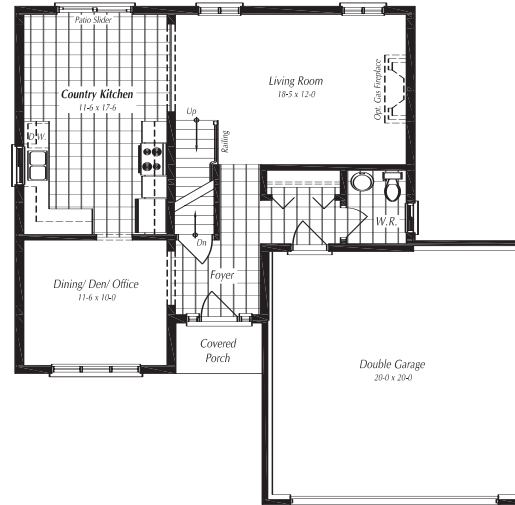 Patio Slider
Country Kitchen
11-6 x 17-6
Living Room
18-5 x 12-0
Opt. Gas Fireplace
Up
Railing
D.W.
W.R.
Dn
Foyer
Dining/ Den/ Office
11-6 x 10-0
Covered
Porch
Double Garage
20-0 x 20-0